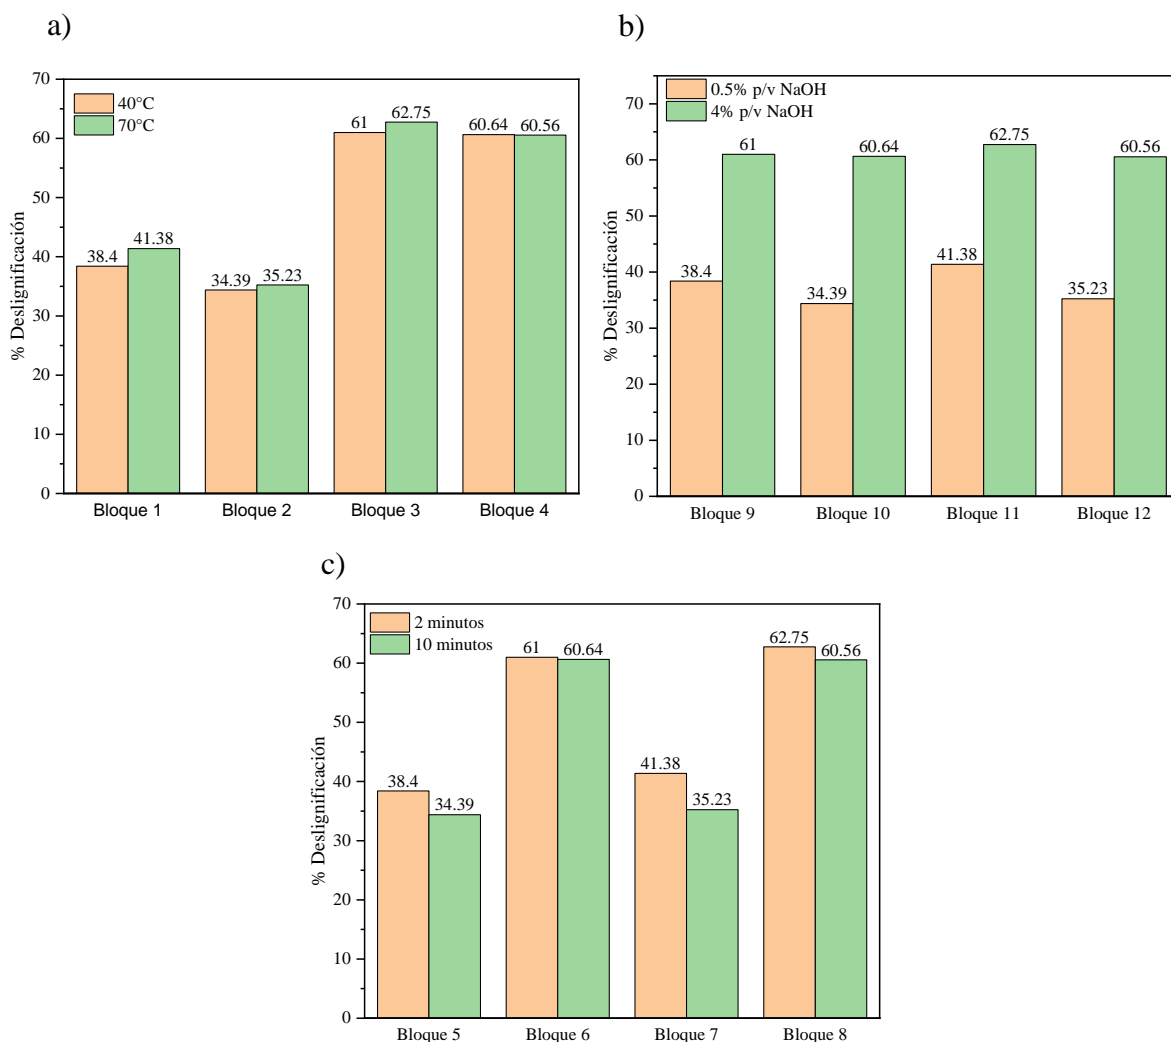 a)
% Deslignificación
70
60
50
40
30
20
10
0
40°C
70°C
38.4
41.38
34.39
35.23
61
62.75
60.64
60.56
Bloque 1
Bloque 2
Bloque 3
Bloque 4
b)
% Deslignificación
70
60
50
40
30
20
10
0
0.5% p/v NaOH
4% p/v NaOH
38.4
61
34.39
60.64
41.38
62.75
35.23
60.56
Bloque 9
Bloque 10
Bloque 11
Bloque 12
c)
% Deslignificación
70
60
50
40
30
20
10
0
2 minutos
10 minutos
38.4
34.39
61
60.64
41.38
35.23
62.75
60.56
Bloque 5
Bloque 6
Bloque 7
Bloque 8